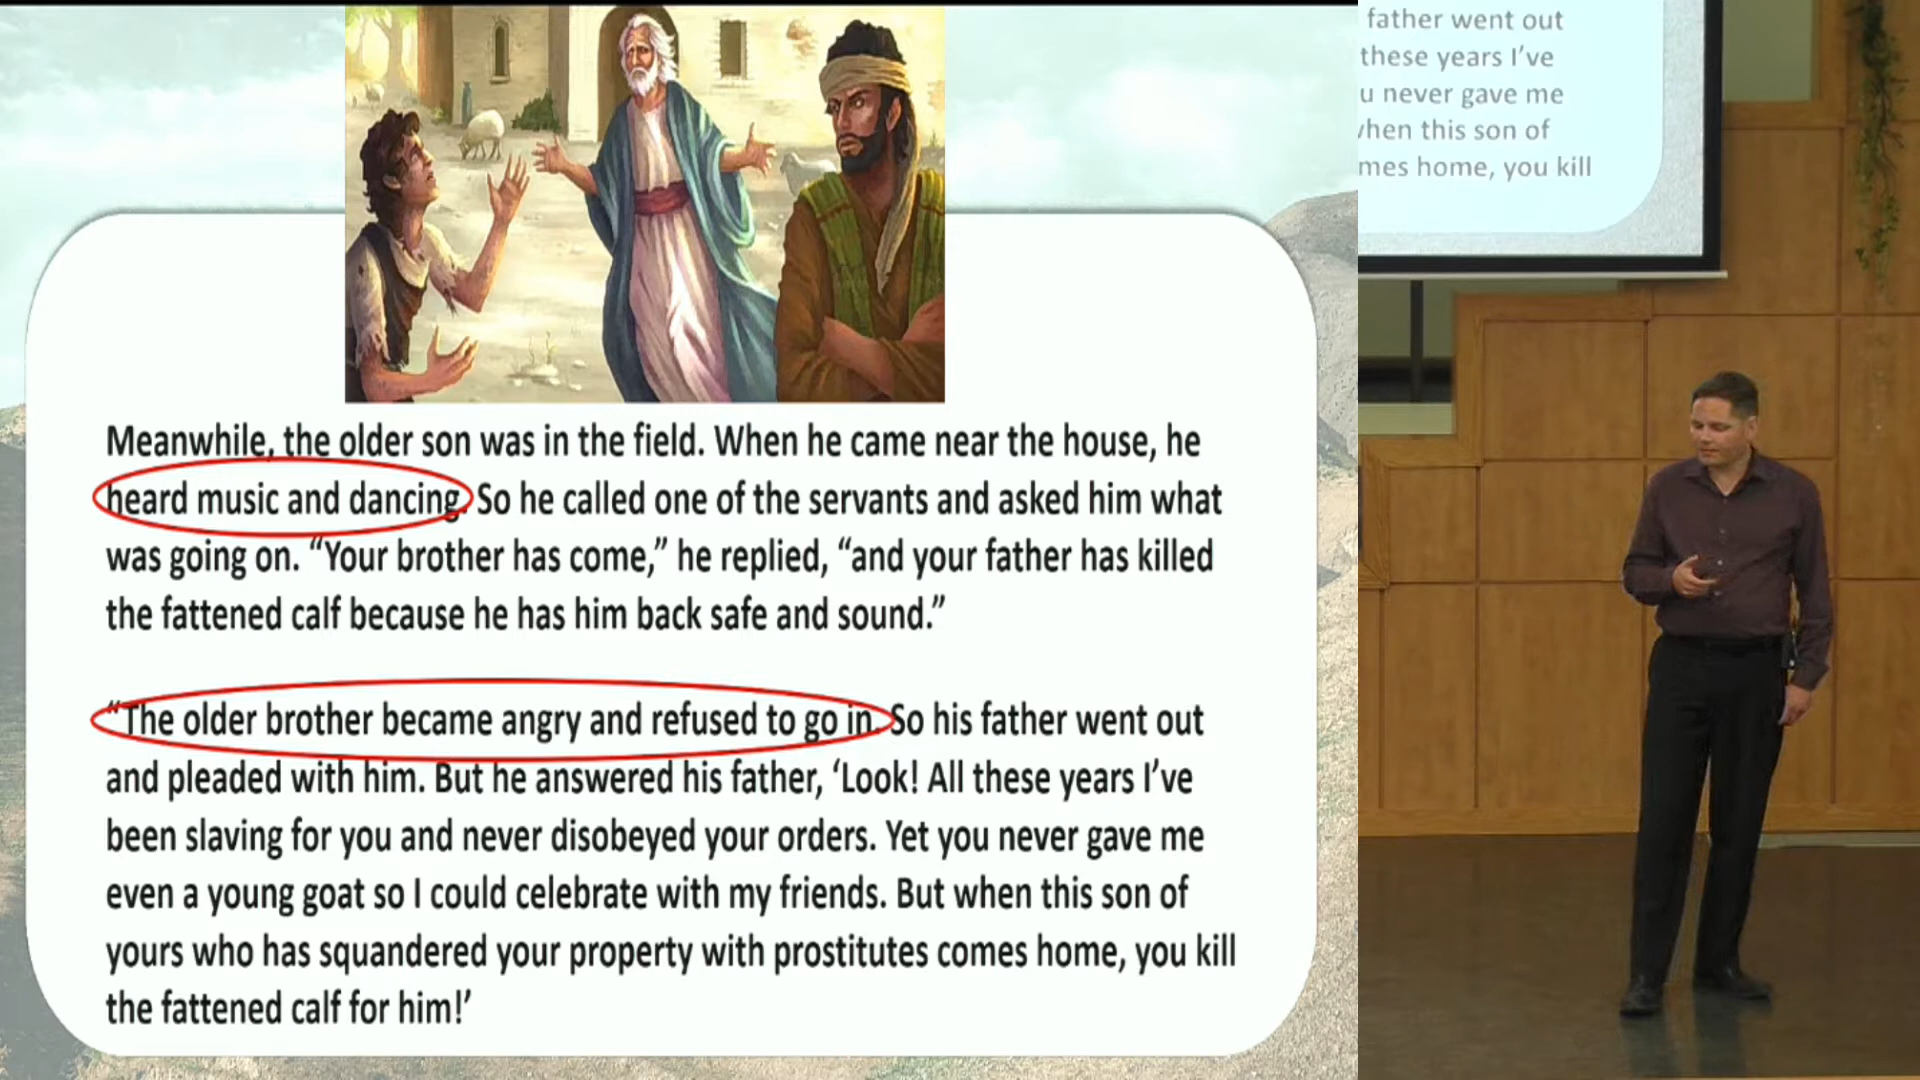 Meanwhile, the older son was in the field. When he came near the house, he
heard music and dancing. So he called one of the servants and asked him what
was going on. “Your brother has come,” he replied, “and your father has killed
the fattened calf because he has him back safe and sound.”
“The older brother became angry and refused to go in. So his father went out
and pleaded with him. But he answered his father, ‘Look! All these years I’ve
been slaving for you and never disobeyed your orders. Yet you never gave me
even a young goat so I could celebrate with my friends. But when this son of
yours who has squandered your property with prostitutes comes home, you kill
the fattened calf for him!’
father went out
these years I’ve
u never gave me
hen this son of
mes home, you kill